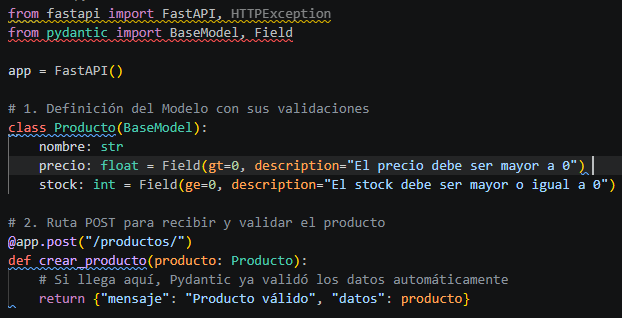 from fastapi import FastAPI, HTTPException
from pydantic import BaseModel, Field
app = FastAPI()
# 1. Definición del Modelo con sus validaciones
class Producto(BaseModel):
    nombre: str
    precio: float = Field(gt=0, description="El precio debe ser mayor a 0")
    stock: int = Field(ge=0, description="El stock debe ser mayor o igual a 0")
# 2. Ruta POST para recibir y validar el producto
@app.post("/productos/")
def crear_producto(producto: Producto):
    # Si llega aquí, Pydantic ya validó los datos automáticamente
    return {"mensaje": "Producto válido", "datos": producto}